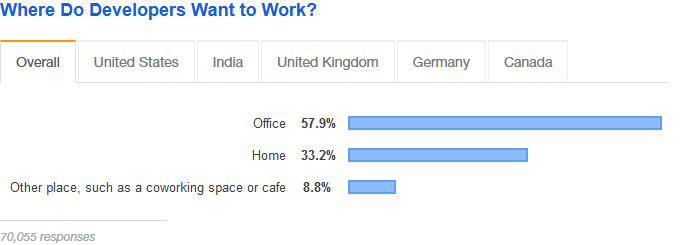 Where Do Developers Want to Work?
Overall United States India United Kingdom Germany Canada
Office 57.9%
Home 33.2%
Other place, such as a coworking space or cafe 8.8%
70,055 responses